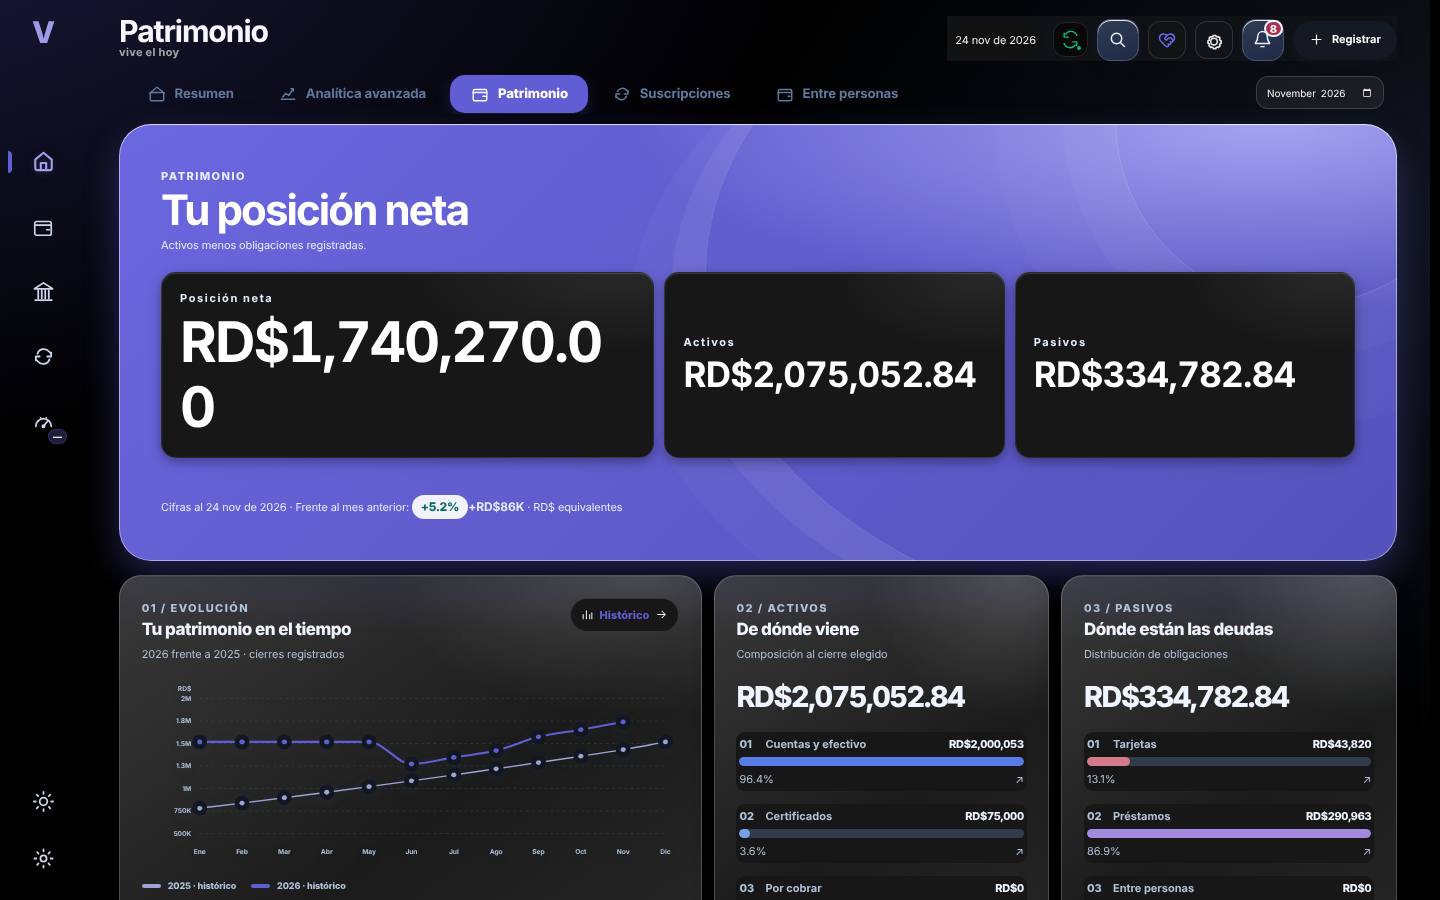 V
Patrimonio
vive el hoy
24 nov de 2026
8
Registrar
Resumen
Analítica avanzada
Patrimonio
Suscripciones
Entre personas
November 2026
PATRIMONIO
Tu posición neta
Activos menos obligaciones registradas.
Posición neta
RD$1,740,270.0
0
Activos
RD$2,075,052.84
Pasivos
RD$334,782.84
Cifras al 24 nov de 2026 · Frente al mes anterior: +5.2% +RD$86K · RD$ equivalentes
01 / EVOLUCIÓN
Tu patrimonio en el tiempo
2026 frente a 2025 · cierres registrados
Histórico →
RD$
2M
1.8M
1.5M
1.3M
1M
750K
500K
Ene Feb Mar Abr May Jun Jul Ago Sep Oct Nov Dic
2025 · histórico
2026 · histórico
02 / ACTIVOS
De dónde viene
Composición al cierre elegido
RD$2,075,052.84
01 Cuentas y efectivo RD$2,000,053
96.4% ↗
02 Certificados RD$75,000
3.6% ↗
03 Por cobrar RD$0
03 / PASIVOS
Dónde están las deudas
Distribución de obligaciones
RD$334,782.84
01 Tarjetas RD$43,820
13.1% ↗
02 Préstamos RD$290,963
86.9% ↗
03 Entre personas RD$0